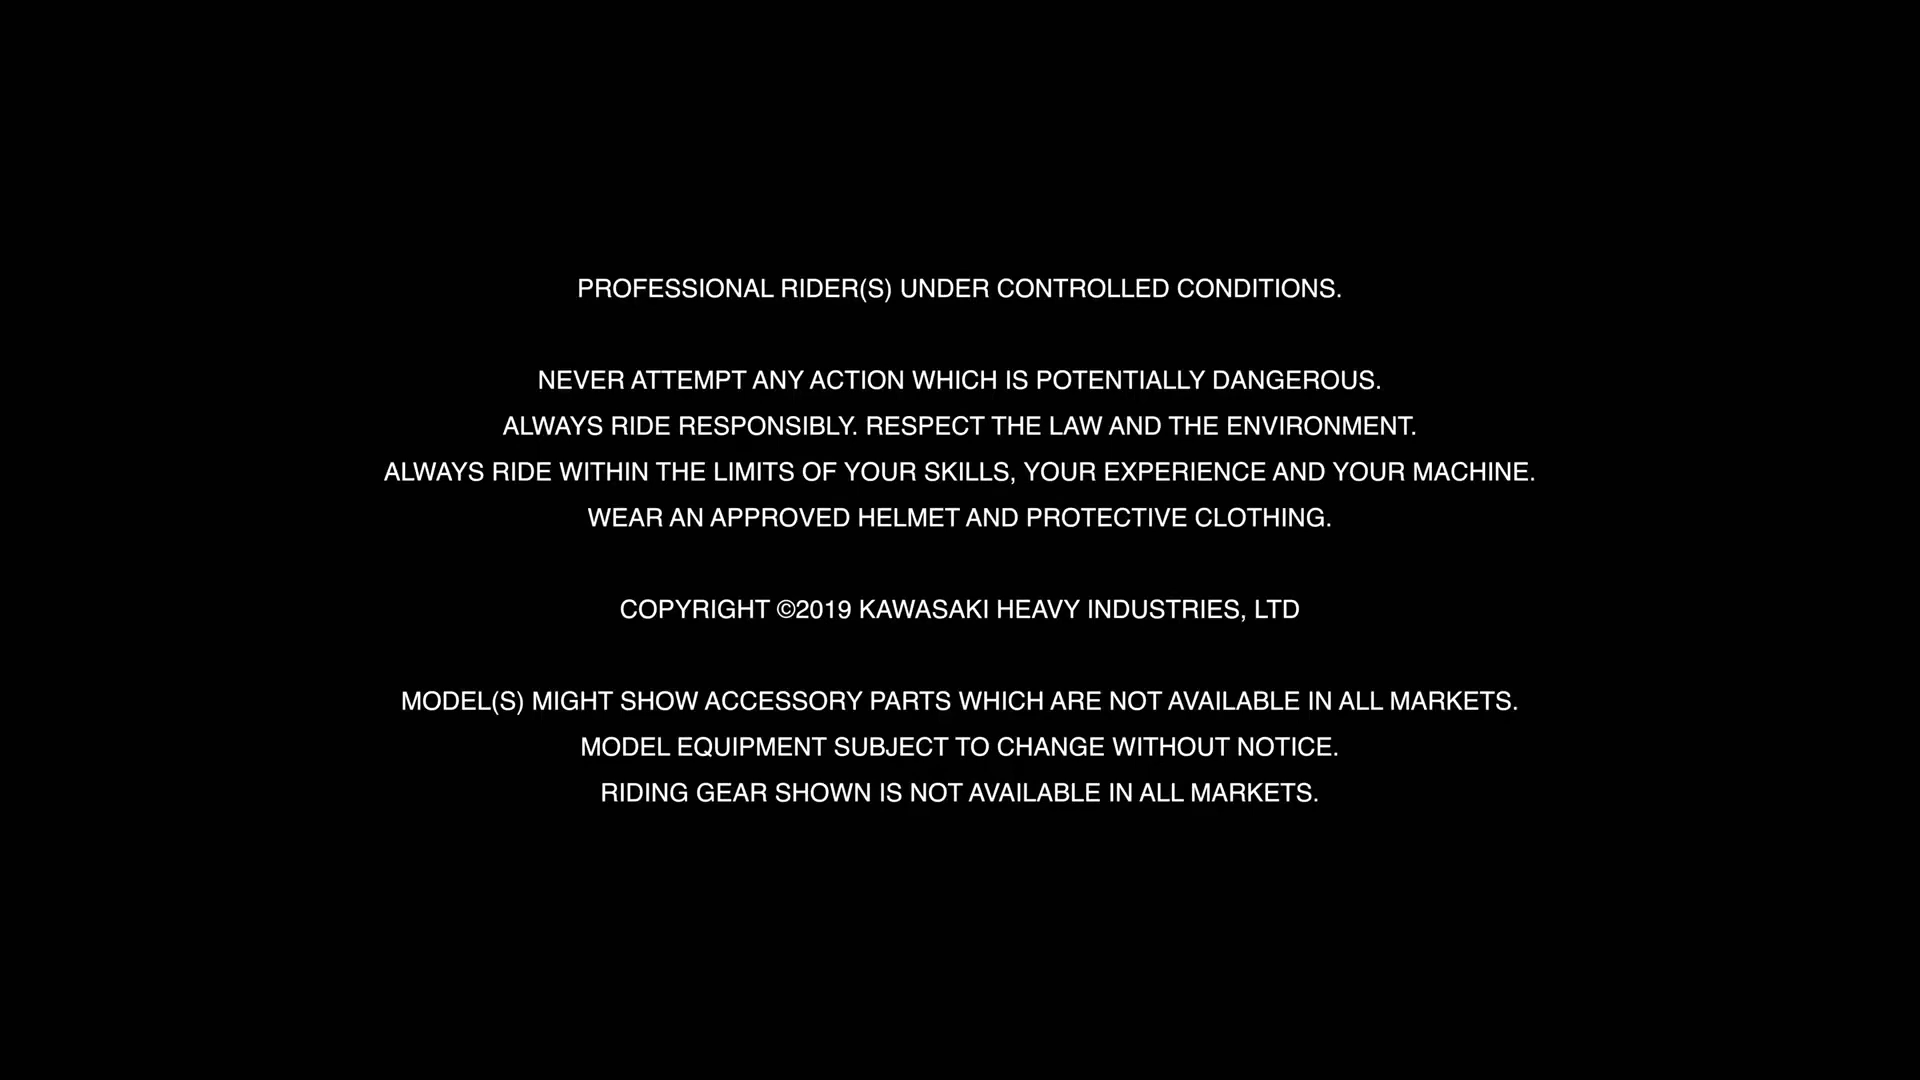 PROFESSIONAL RIDER(S) UNDER CONTROLLED CONDITIONS.
NEVER ATTEMPT ANY ACTION WHICH IS POTENTIALLY DANGEROUS.
ALWAYS RIDE RESPONSIBLY. RESPECT THE LAW AND THE ENVIRONMENT.
ALWAYS RIDE WITHIN THE LIMITS OF YOUR SKILLS, YOUR EXPERIENCE AND YOUR MACHINE.
WEAR AN APPROVED HELMET AND PROTECTIVE CLOTHING.
COPYRIGHT ©2019 KAWASAKI HEAVY INDUSTRIES, LTD
MODEL(S) MIGHT SHOW ACCESSORY PARTS WHICH ARE NOT AVAILABLE IN ALL MARKETS.
MODEL EQUIPMENT SUBJECT TO CHANGE WITHOUT NOTICE.
RIDING GEAR SHOWN IS NOT AVAILABLE IN ALL MARKETS.